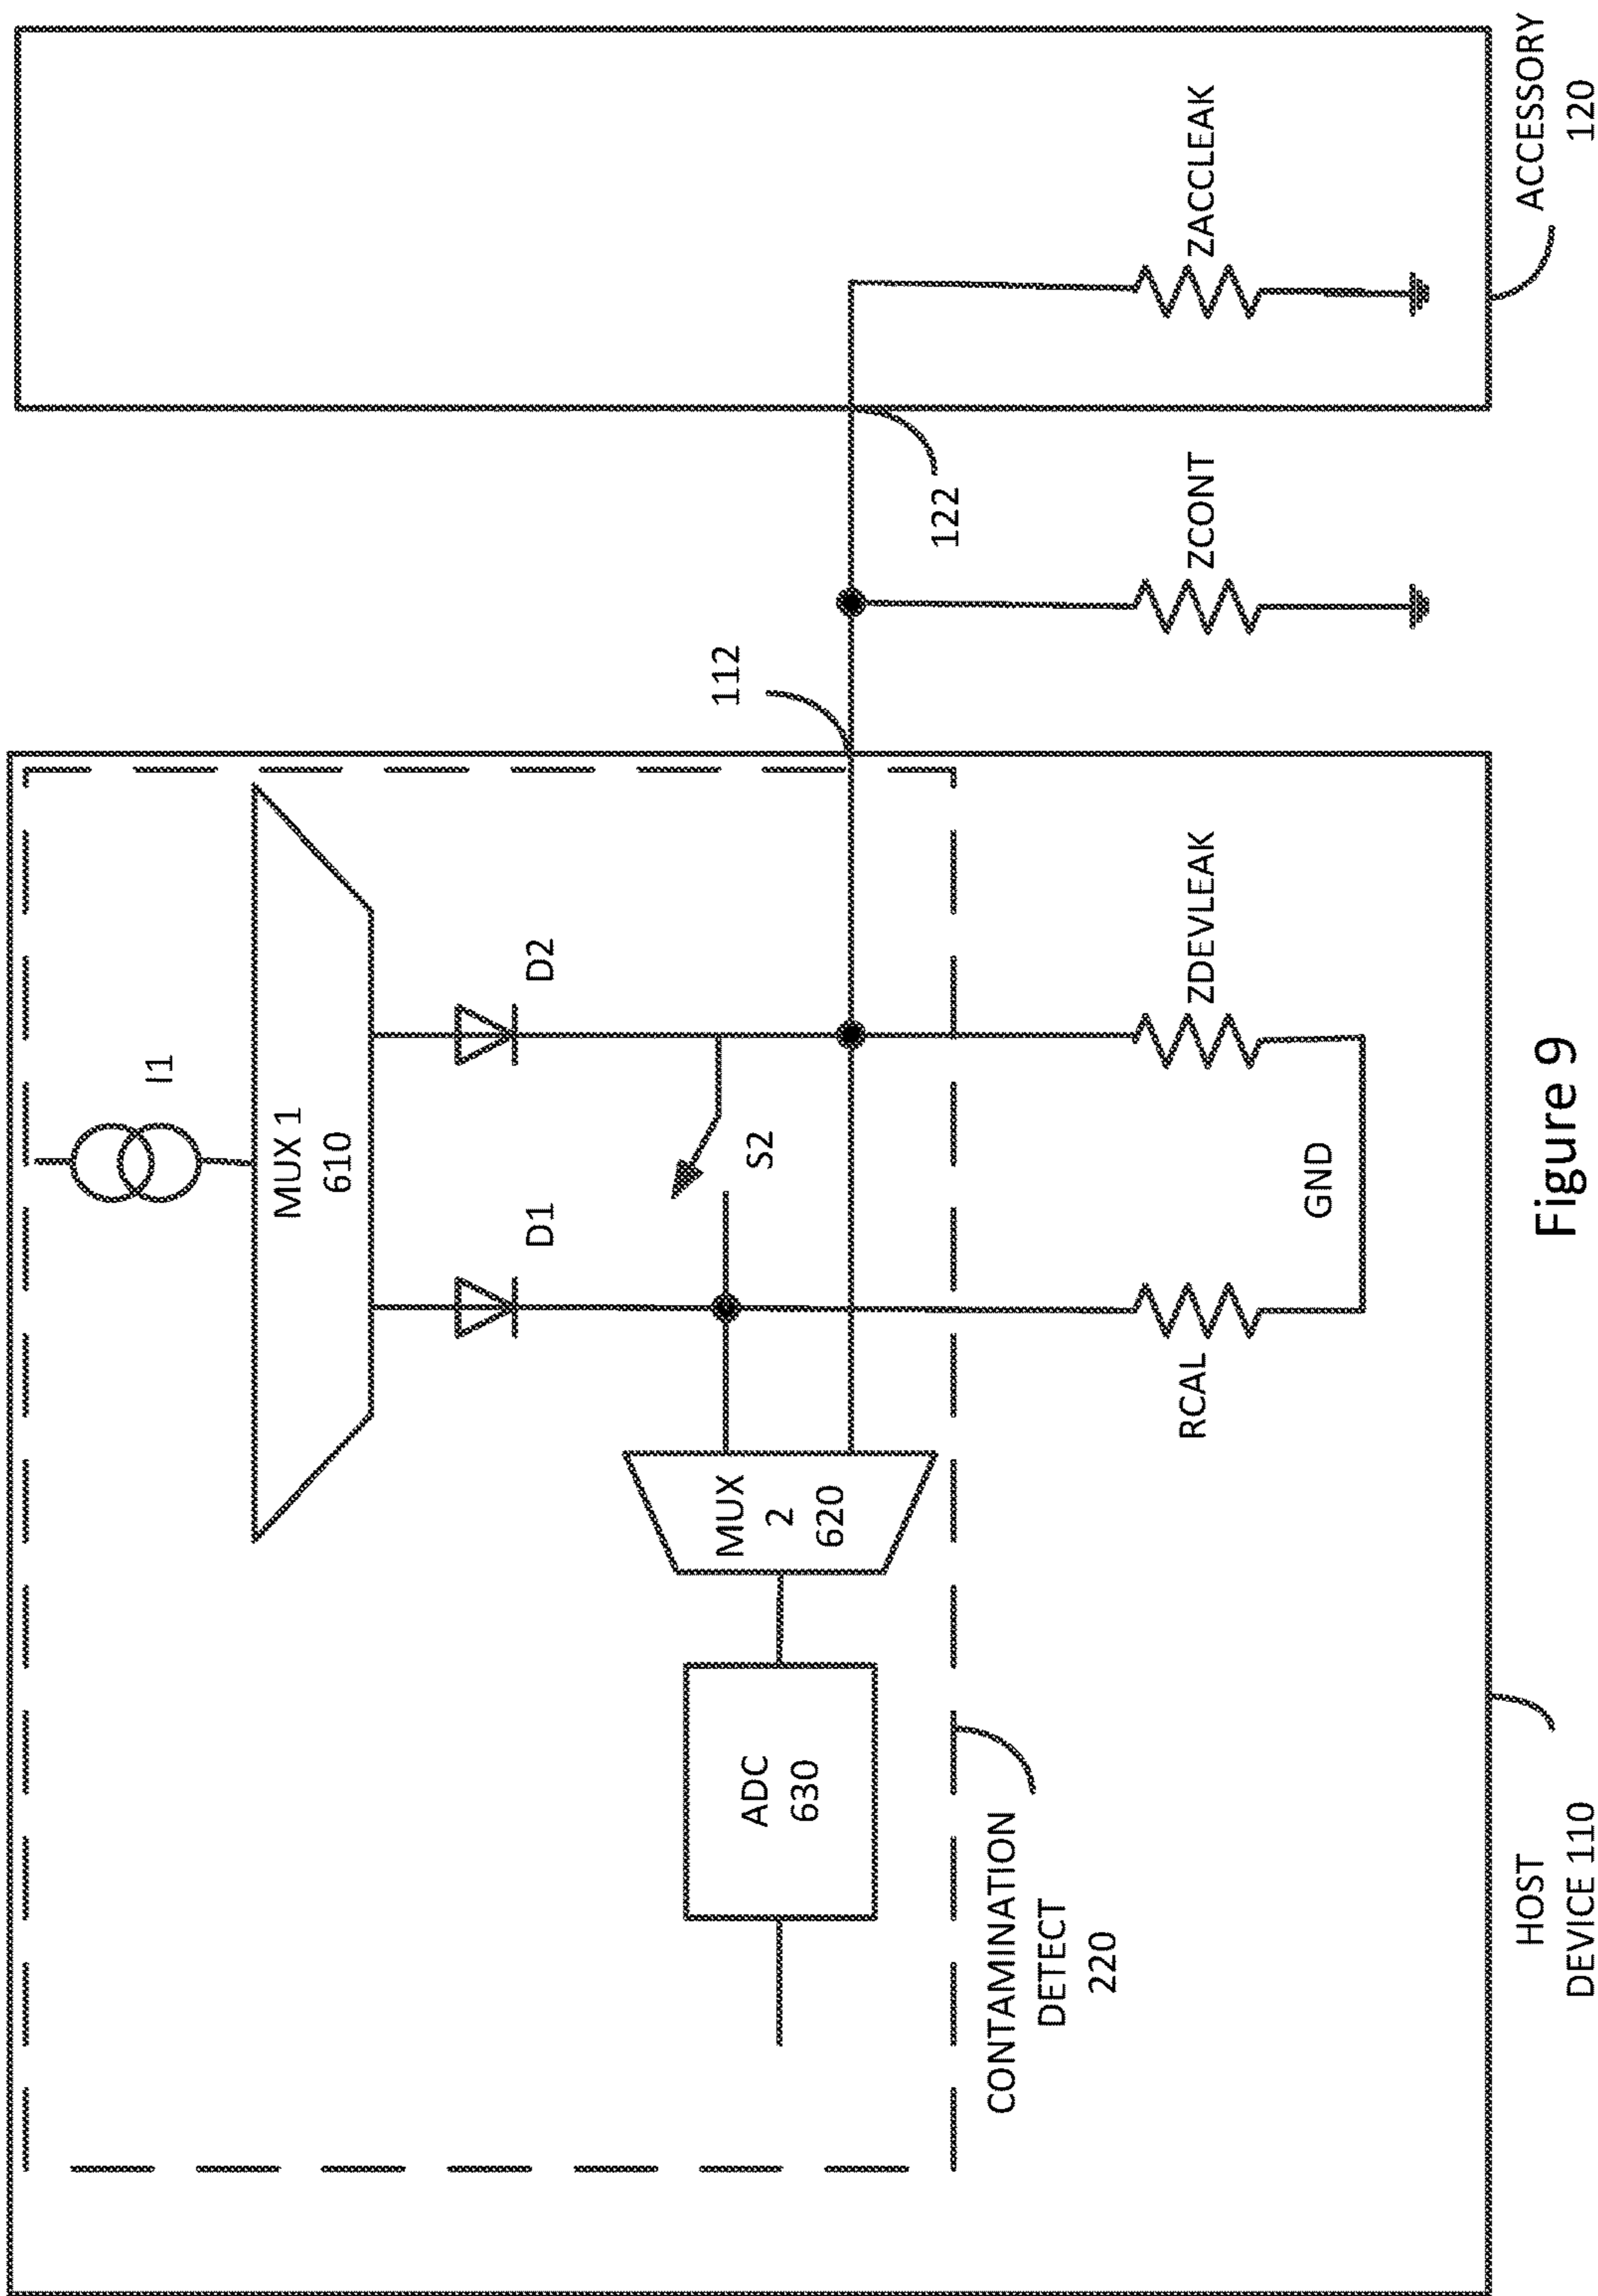 I1
MUX 1
610
D1
D2
S2
112
122
MUX
2
620
ADC
630
CONTAMINATION
DETECT
220
RCAL
ZDEVLEAK
GND
ZCONT
ZACCLEAK
HOST
DEVICE 110
ACCESSORY
120
Figure 9